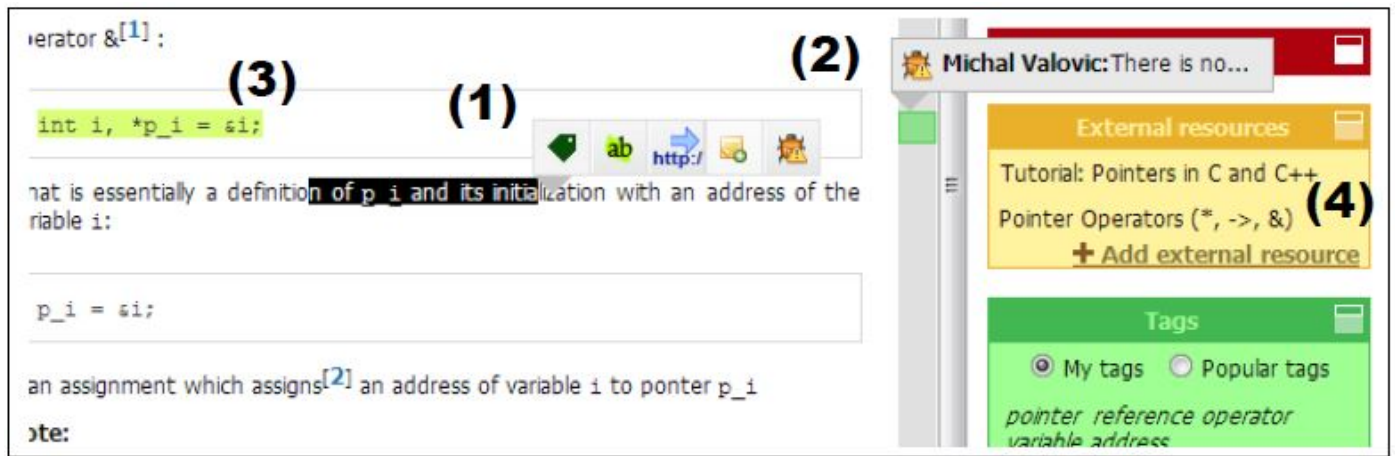 erator &[1] :
(3)
int i, *p_i = &i;
(1)
ab
http:/
hat is essentially a definition of p_i and its initialization with an address of the
riable i:
p_i = &i;
an assignment which assigns[2] an address of variable i to ponter p_i
ote:
(2)
Michal Valovic:There is no...
External resources
Tutorial: Pointers in C and C++
Pointer Operators (*, ->, &)
(4)
+ Add external resource
Tags
My tags
Popular tags
pointer reference operator
variable address